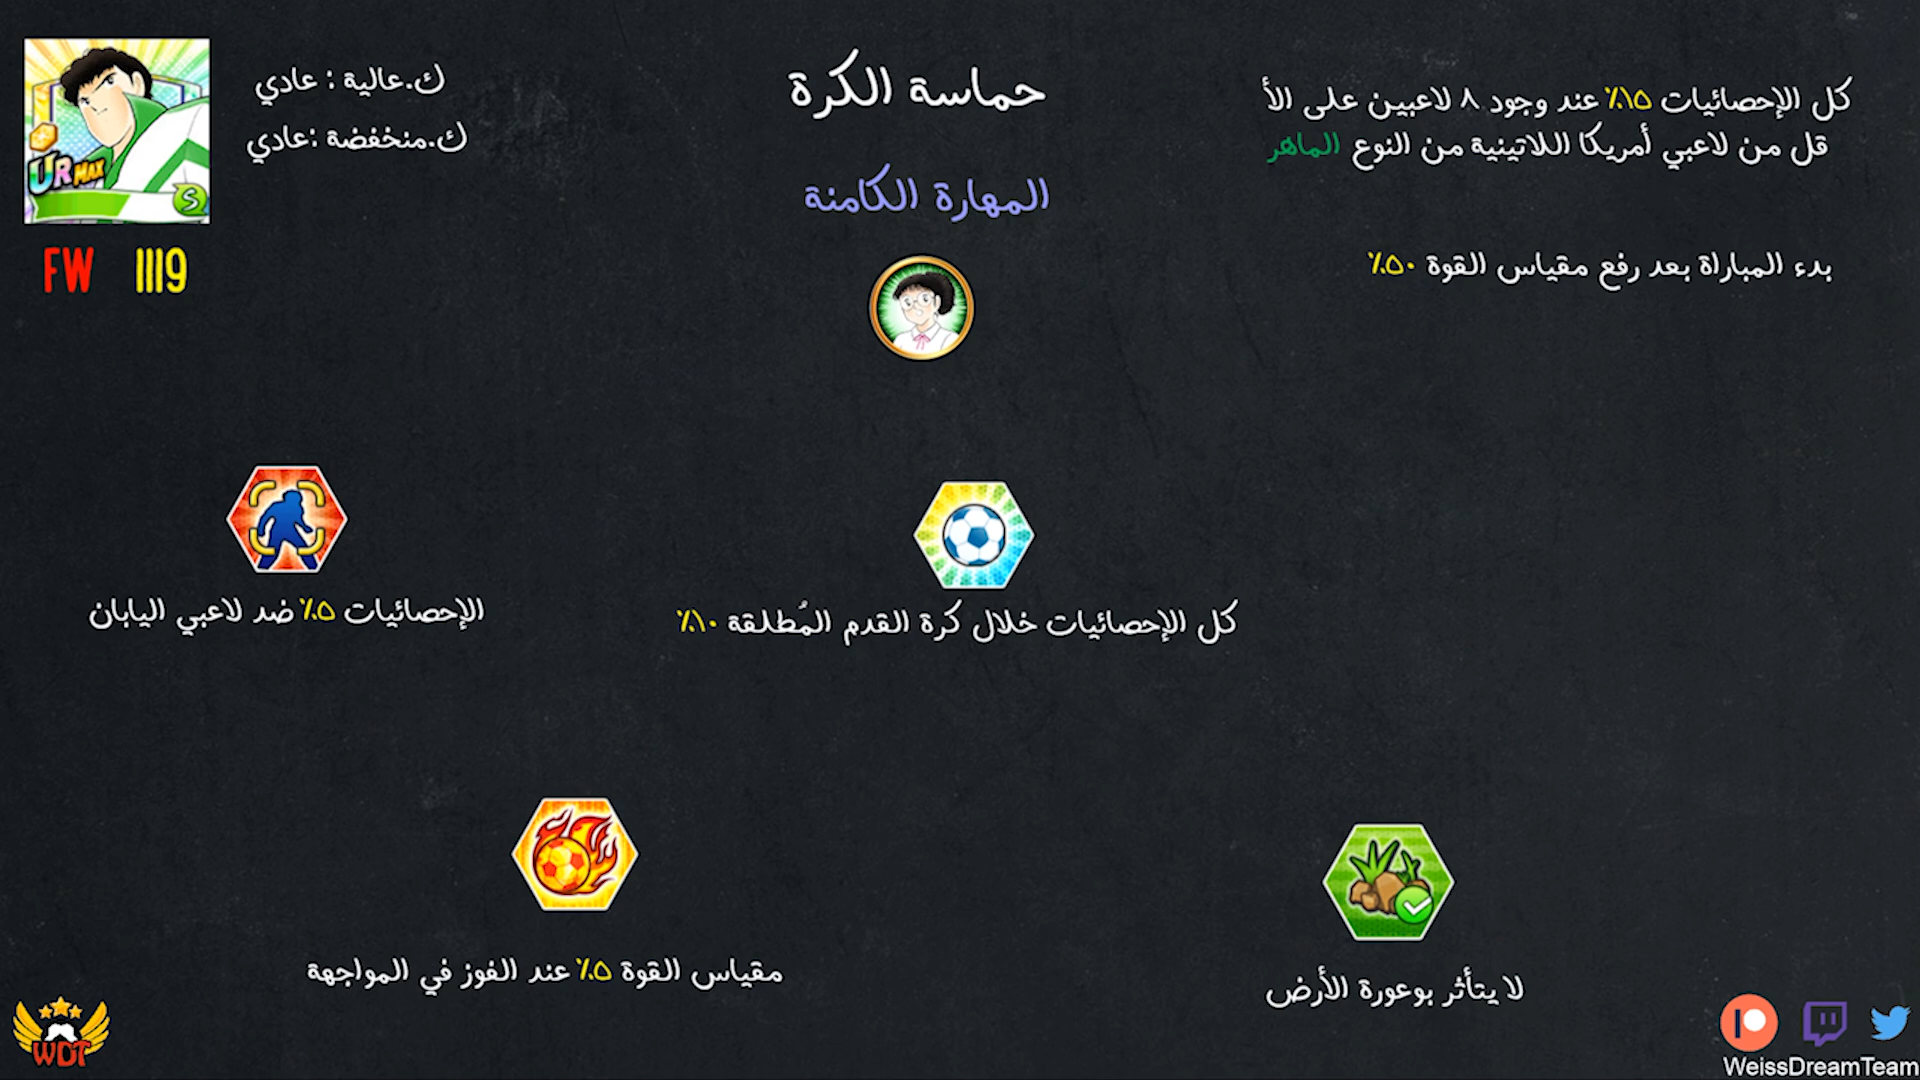 كل الإحصائيات ١٥٪ عند وجود ٨ لاعبين على الأ
قل من لاعبي أمريكا اللاتينية من النوع الماهر
بدء المباراة بعد رفع مقياس القوة ٥٠٪
حماسة الكرة
المهارة الكامنة
ك.عالية : عادي
ك.منخفضة :عادي
UR MAX
S
FW 1119
كل الإحصائيات خلال كرة القدم المُطلقة ١٠٪
الإحصائيات ٥٪ ضد لاعبي اليابان
لا يتأثر بوعورة الأرض
مقياس القوة ٥٪ عند الفوز في المواجهة
WDT
WeissDreamTeam